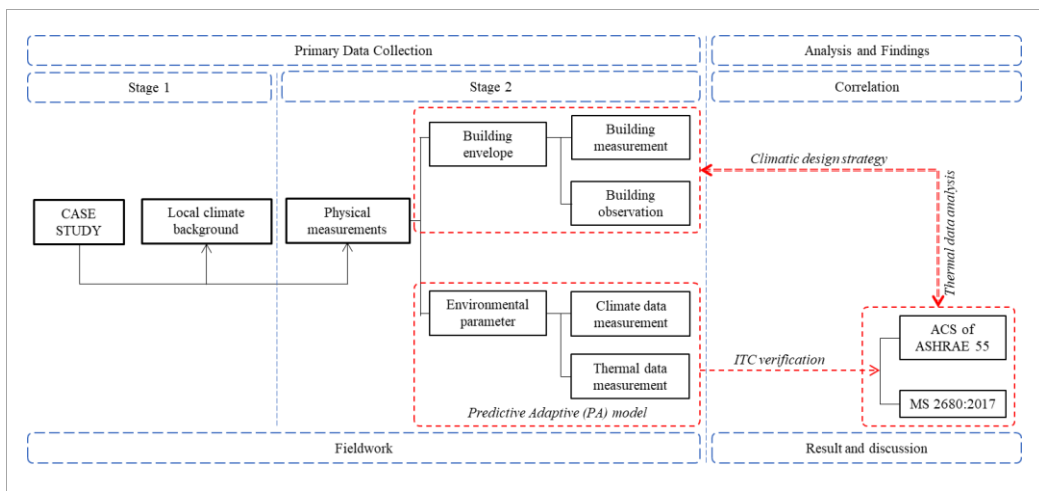 Primary Data Collection
Analysis and Findings
Stage 1
Stage 2
Correlation
Building
envelope
Building
measurement
Building
observation
Climatic design strategy
Thermal data analysis
CASE
STUDY
Local climate
background
Physical
measurements
Environmental
parameter
Climate data
measurement
Thermal data
measurement
Predictive Adaptive (PA) model
ITC verification
ACS of
ASHRAE 55
MS 2680:2017
Fieldwork
Result and discussion